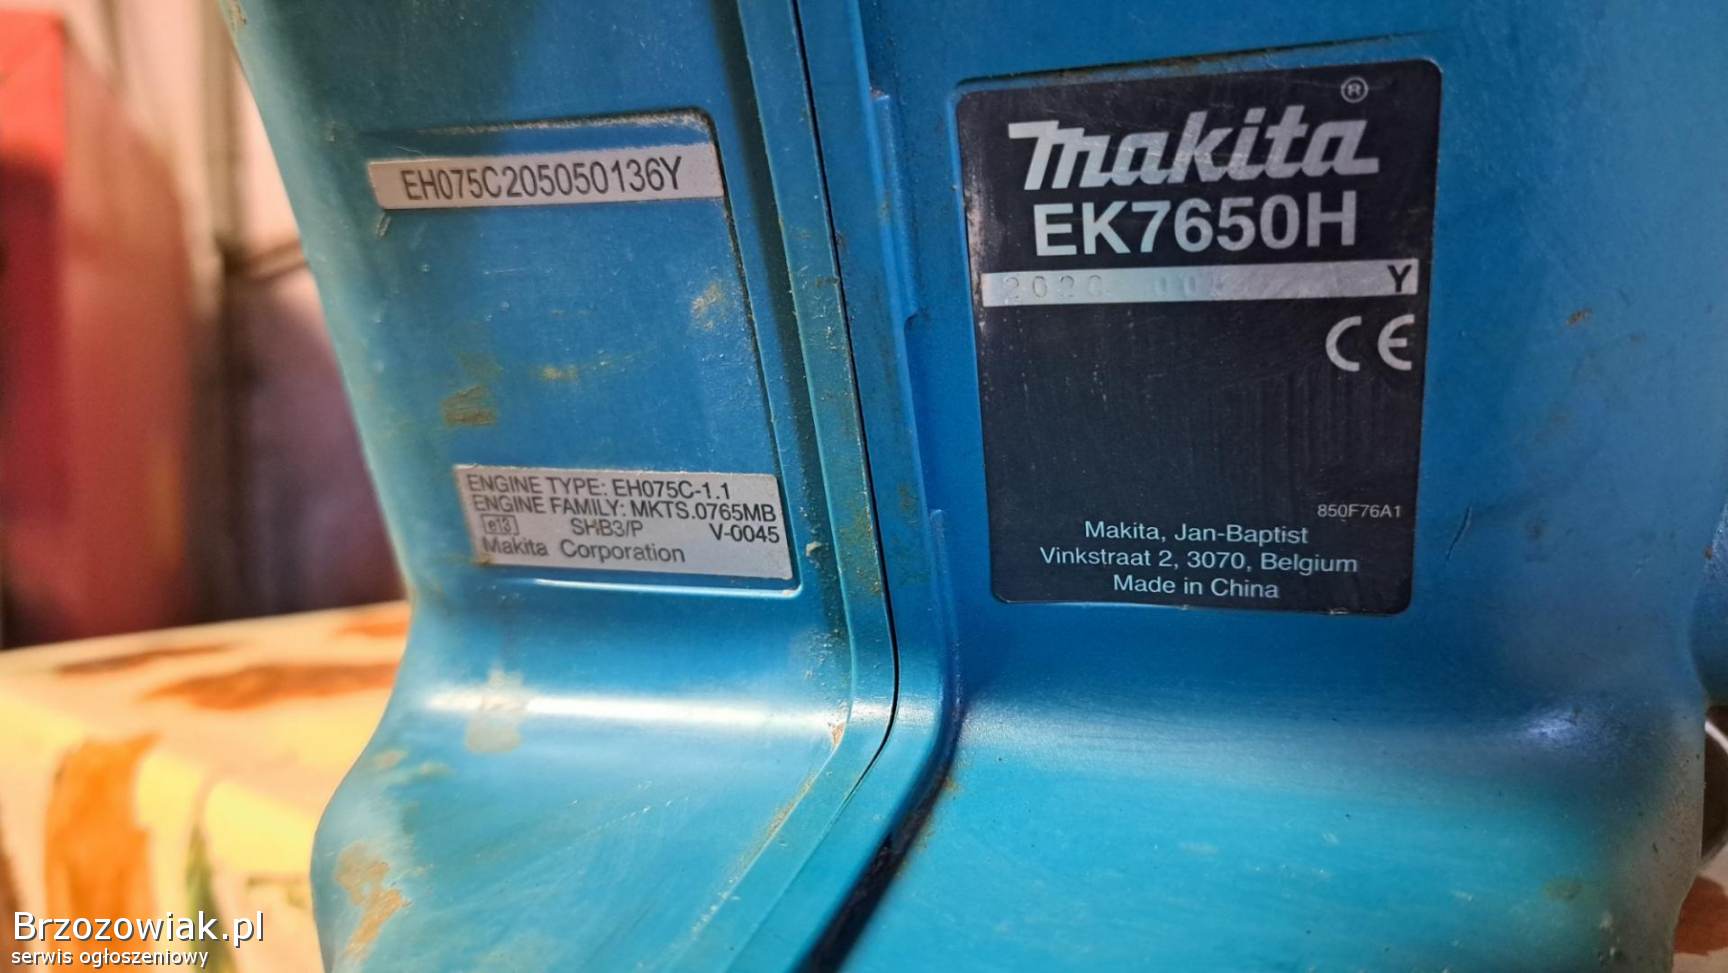 EH075C205050136Y
ENGINE TYPE: EH075C-1.1
ENGINE FAMILY: MKTS.0765MB
e13 SHB3/P V-0045
Makita Corporation
makita®
EK7650H
Y
CE
850F76A1
Makita, Jan-Baptist
Vinkstraat 2, 3070, Belgium
Made in China
Brzozowiak.pl
serwis ogłoszeniowy